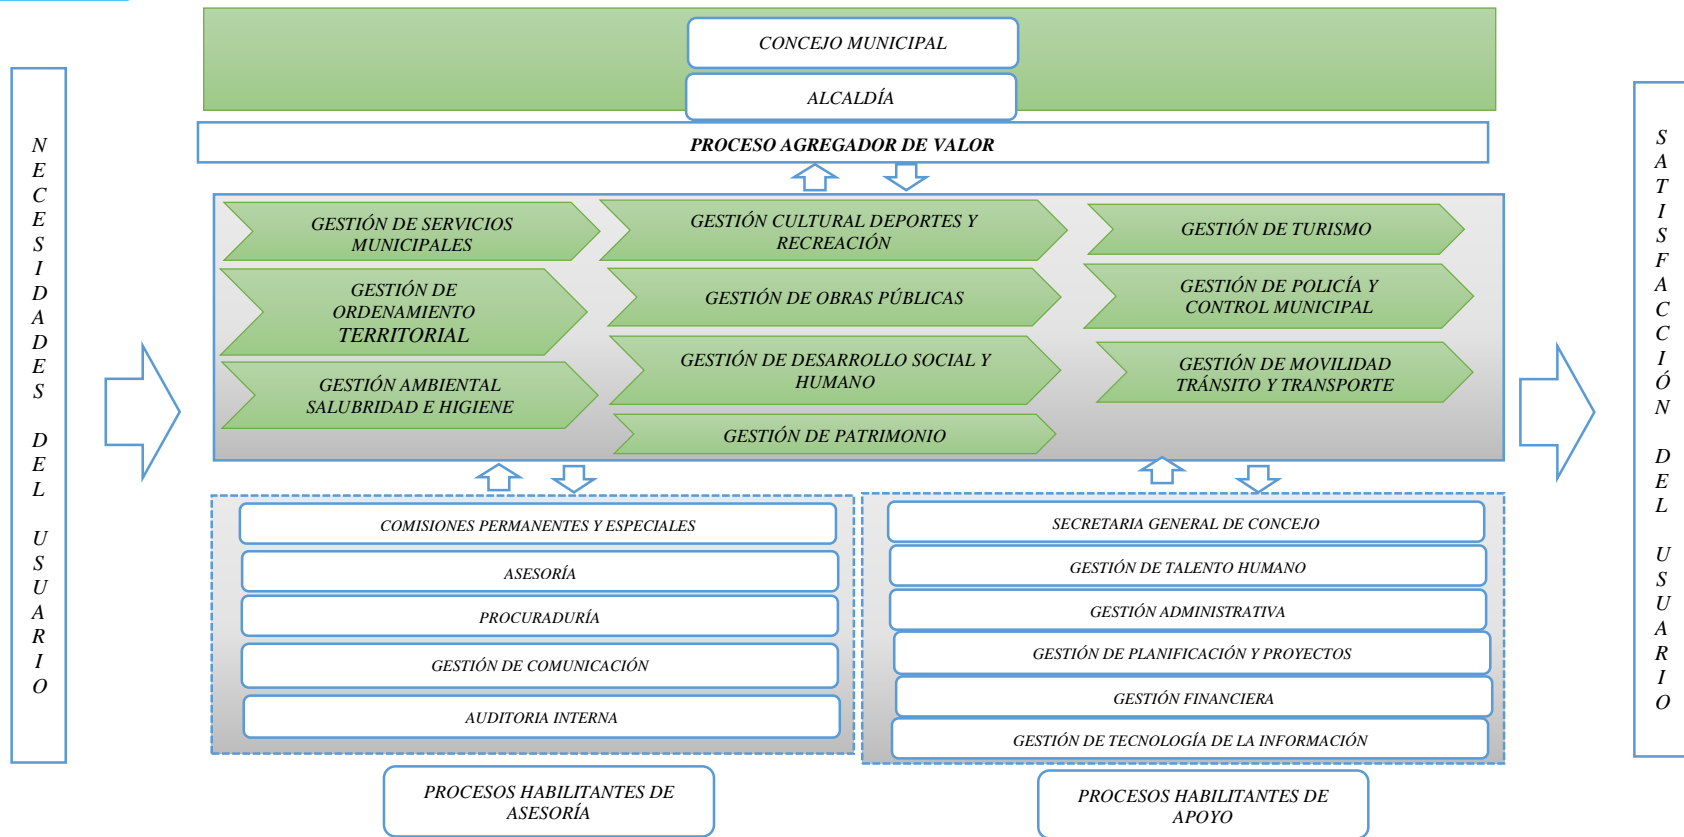 CONCEJO MUNICIPAL
ALCALDÍA
PROCESO AGREGADOR DE VALOR
NECESIDADES DEL USUARIO
GESTIÓN DE SERVICIOS
MUNICIPALES
GESTIÓN DE
ORDENAMIENTO
TERRITORIAL
GESTIÓN AMBIENTAL
SALUBRIDAD E HIGIENE
GESTIÓN CULTURAL DEPORTES Y
RECREACIÓN
GESTIÓN DE OBRAS PÚBLICAS
GESTIÓN DE DESARROLLO SOCIAL Y
HUMANO
GESTIÓN DE PATRIMONIO
GESTIÓN DE TURISMO
GESTIÓN DE POLICÍA Y
CONTROL MUNICIPAL
GESTIÓN DE MOVILIDAD
TRÁNSITO Y TRANSPORTE
SATISFACCIÓN DEL USUARIO
COMISIONES PERMANENTES Y ESPECIALES
ASESORÍA
PROCURADURÍA
GESTIÓN DE COMUNICACIÓN
AUDITORIA INTERNA
PROCESOS HABILITANTES DE
ASESORÍA
SECRETARIA GENERAL DE CONCEJO
GESTIÓN DE TALENTO HUMANO
GESTIÓN ADMINISTRATIVA
GESTIÓN DE PLANIFICACIÓN Y PROYECTOS
GESTIÓN FINANCIERA
GESTIÓN DE TECNOLOGÍA DE LA INFORMACIÓN
PROCESOS HABILITANTES DE
APOYO